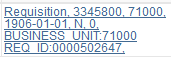 Requisition, 3345800, 71000,
1906-01-01, N, 0,
BUSINESS_UNIT:71000
REQ_ID:0000502647,